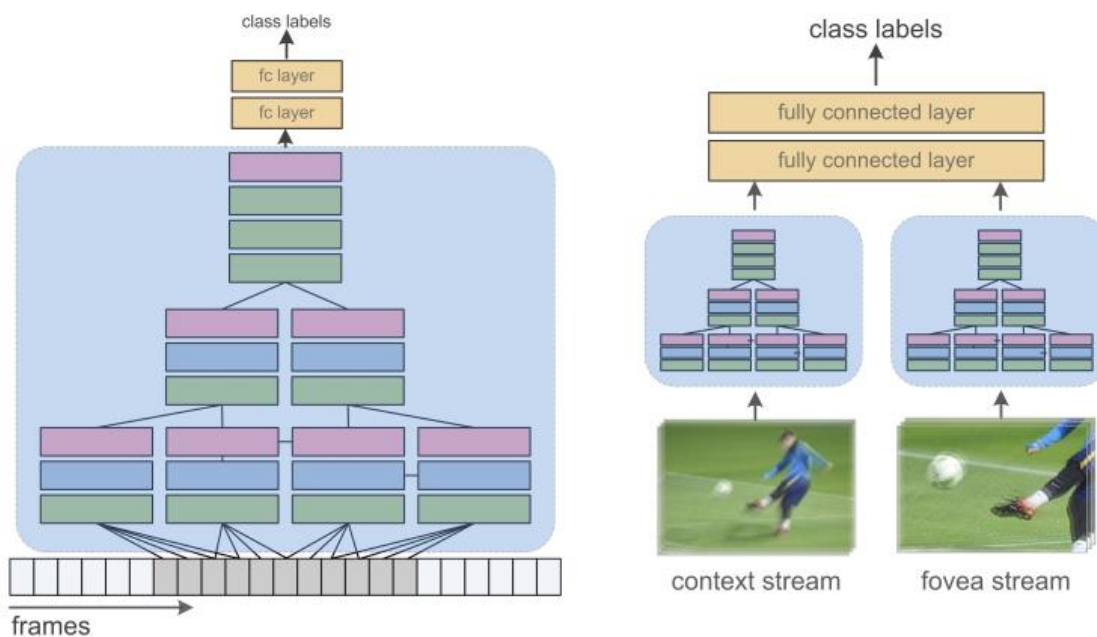 class labels
fc layer
fc layer
frames
class labels
fully connected layer
fully connected layer
context stream
fovea stream